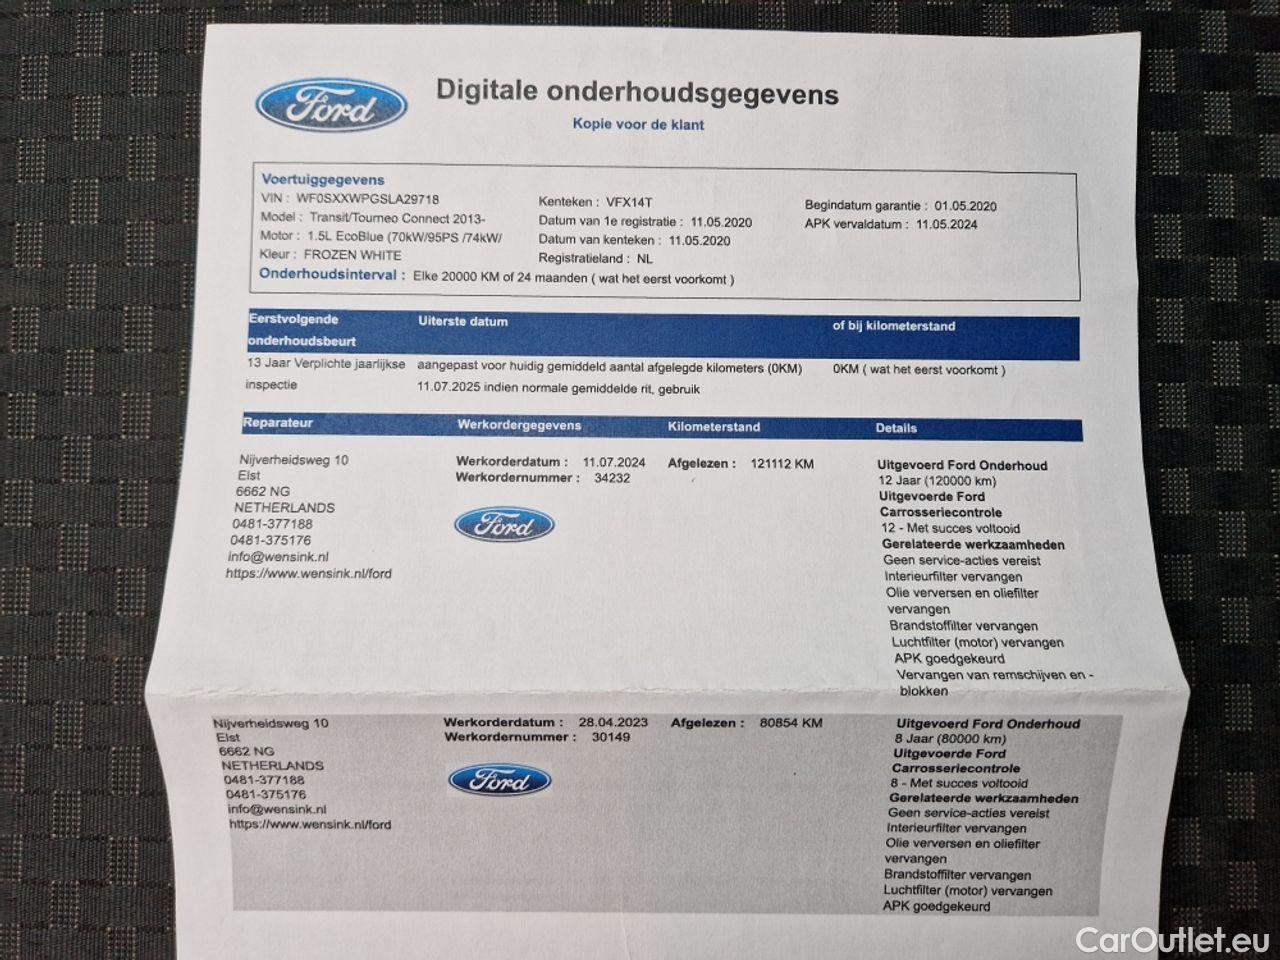 Ford
Digitale onderhoudsgegevens
Kopie voor de klant
Voertuiggegevens
VIN : WF0SXXWPGSLA29718
Model : Transit/Tourneo Connect 2013-
Motor : 1.5L EcoBlue (70kW/95PS /74kW/
Kleur : FROZEN WHITE
Kenteken : VFX14T
Datum van 1e registratie : 11.05.2020
Datum van kenteken : 11.05.2020
Registratieland : NL
Begindatum garantie : 01.05.2020
APK vervaldatum : 11.05.2024
Onderhoudsinterval : Elke 20000 KM of 24 maanden ( wat het eerst voorkomt )
Eerstvolgende onderhoudsbeurt
Uiterste datum
of bij kilometerstand
13 Jaar Verplichte jaarlijkse inspectie
aangepast voor huidig gemiddeld aantal afgelegde kilometers (0KM)
11.07.2025 indien normale gemiddelde rit, gebruik
0KM ( wat het eerst voorkomt )
Reparateur
Werkordergegevens
Kilometerstand
Details
Nijverheidsweg 10
Elst
6662 NG
NETHERLANDS
0481-377188
0481-375176
info@wensink.nl
https://www.wensink.nl/ford
Werkorderdatum : 11.07.2024
Werkordernummer : 34232
Ford
Afgelezen : 121112 KM
Uitgevoerd Ford Onderhoud
12 Jaar (120000 km)
Uitgevoerde Ford
Carrosseriecontrole
12 - Met succes voltooid
Gerelateerde werkzaamheden
Geen service-acties vereist
Interieurfilter vervangen
Olie verversen en oliefilter
vervangen
Brandstoffilter vervangen
Luchtfilter (motor) vervangen
APK goedgekeurd
Vervangen van remschijven en -
blokken
Nijverheidsweg 10
Elst
6662 NG
NETHERLANDS
0481-377188
0481-375176
info@wensink.nl
https://www.wensink.nl/ford
Werkorderdatum : 28.04.2023
Werkordernummer : 30149
Ford
Afgelezen : 80854 KM
Uitgevoerd Ford Onderhoud
8 Jaar (80000 km)
Uitgevoerde Ford
Carrosseriecontrole
8 - Met succes voltooid
Gerelateerde werkzaamheden
Geen service-acties vereist
Interieurfilter vervangen
Olie verversen en oliefilter
vervangen
Brandstoffilter vervangen
Luchtfilter (motor) vervangen
APK goedgekeurd
CarOutlet.eu